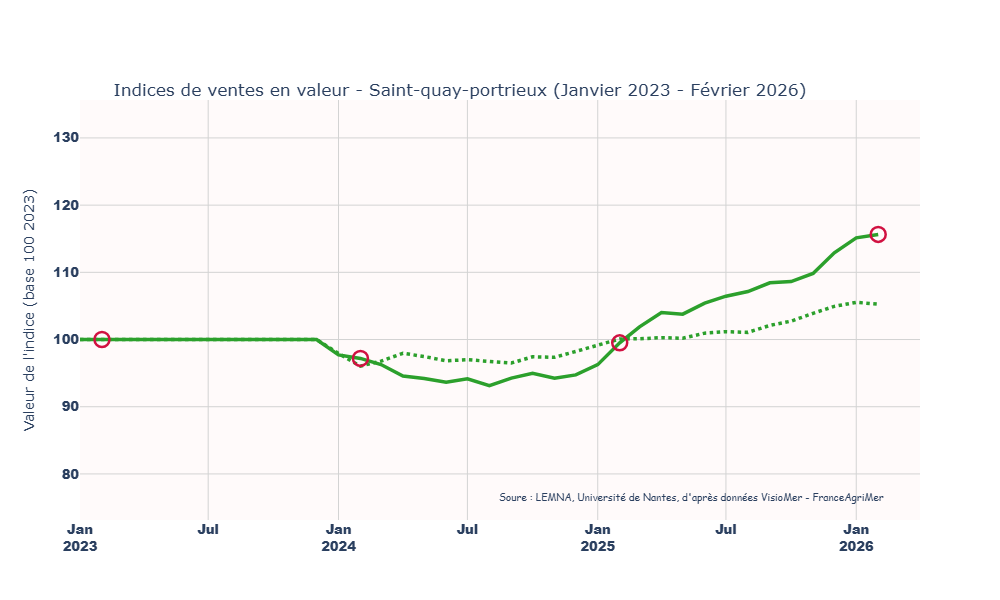 Indices de ventes en valeur - Saint-quay-portrieux (Janvier 2023 - Février 2026)
Valeur de l'indice (base 100 2023)
130
120
110
100
90
80
Soure : LEMNA, Université de Nantes, d'après données VisioMer - FranceAgriMer
Jan
2023
Jul
Jan
2024
Jul
Jan
2025
Jul
Jan
2026